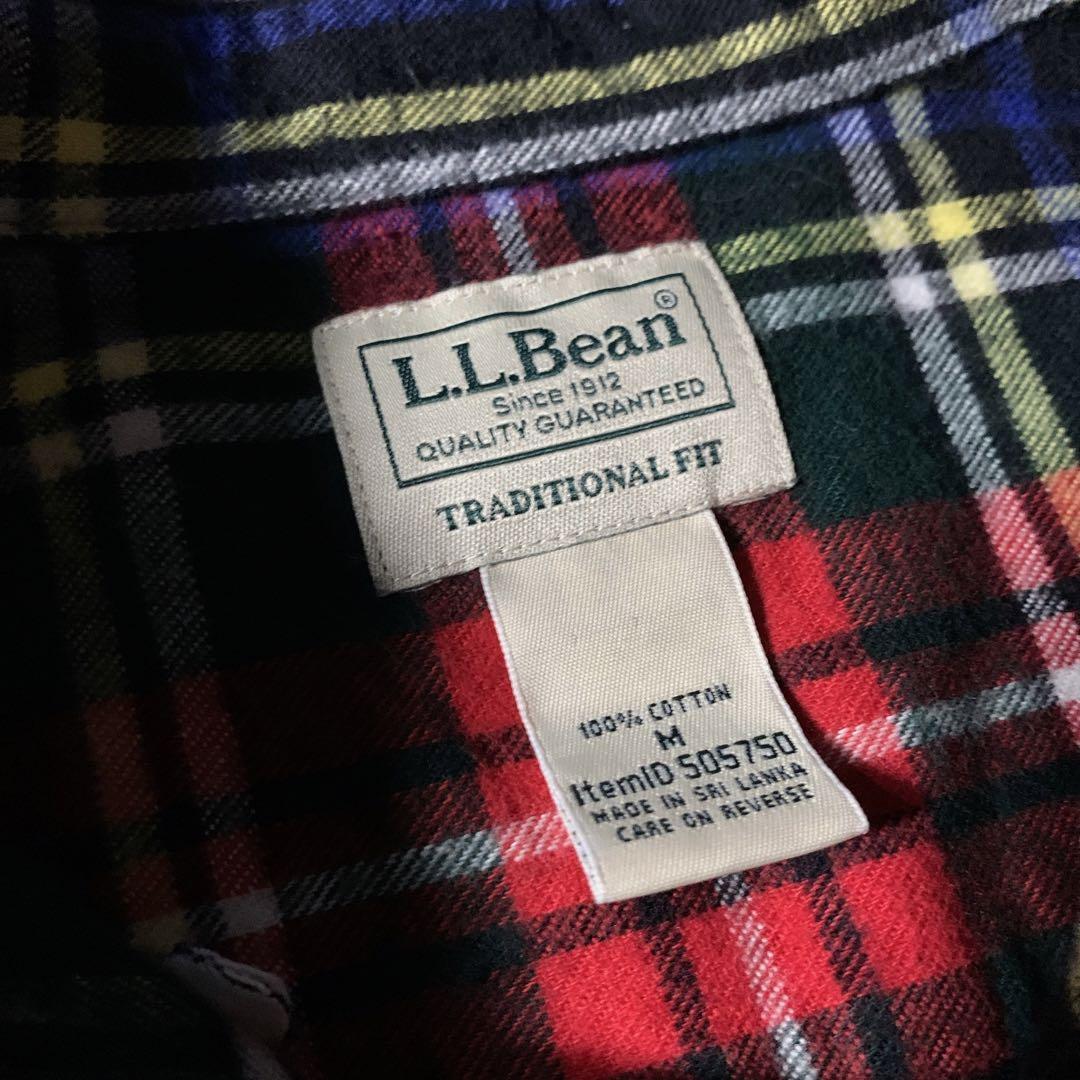 L.L.Bean®
Since 1912
QUALITY GUARANTEED
TRADITIONAL FIT
100% COTTON
M
ItemID 505750
MADE IN SRI LANKA
CARE ON REVERSE